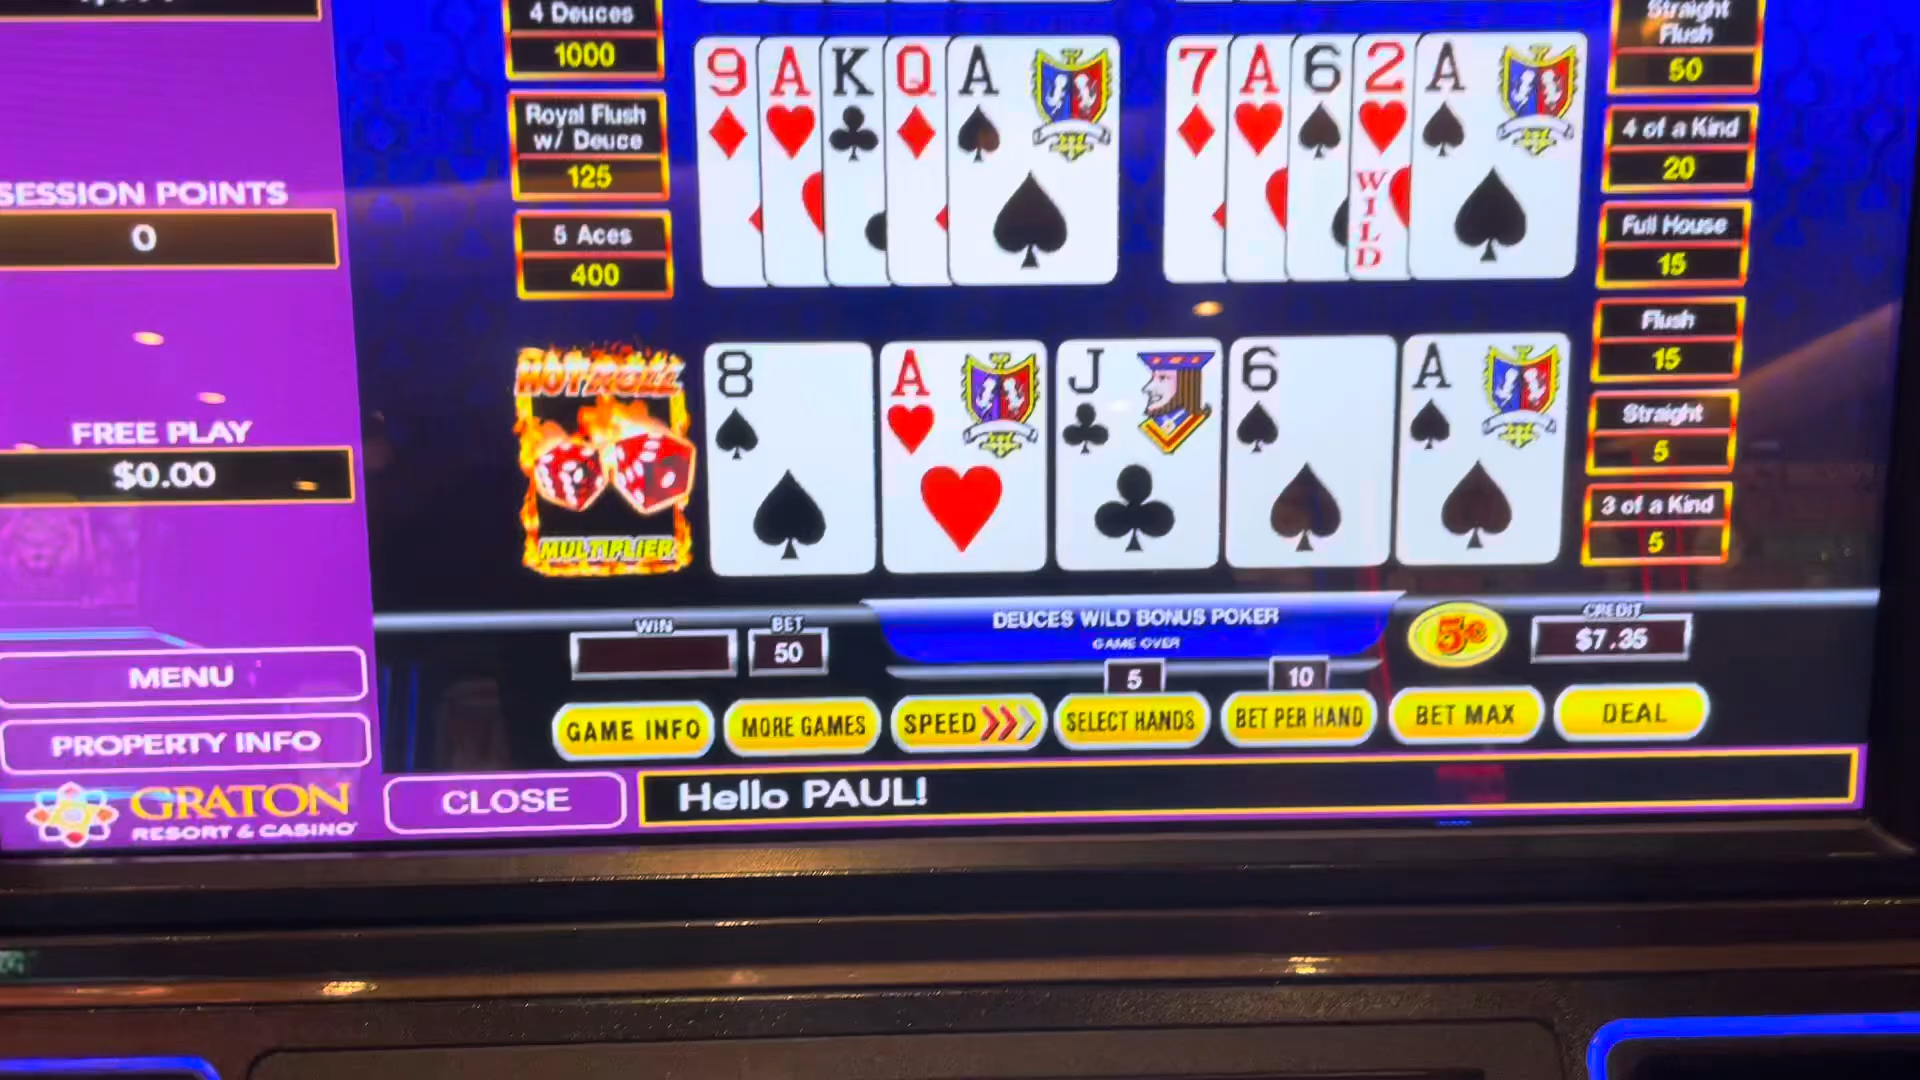 4 Deuces
1000
Royal Flush
w/ Deuce
125
5 Aces
400
9 A K Q A
7 A 6 2 A
WILD
Straight
Flush
50
4 of a Kind
20
Full House
15
Flush
15
Straight
5
3 of a Kind
5
SESSION POINTS
0
FREE PLAY
$0.00
HOT ROLL
MULTIPLIER
8 A J 6 A
WIN
BET
50
DEUCES WILD BONUS POKER
GAME OVER
5¢
CREDIT
$7.35
5
10
GAME INFO
MORE GAMES
SPEED
SELECT HANDS
BET PER HAND
BET MAX
DEAL
MENU
PROPERTY INFO
GRATON
RESORT & CASINO
CLOSE
Hello PAUL!